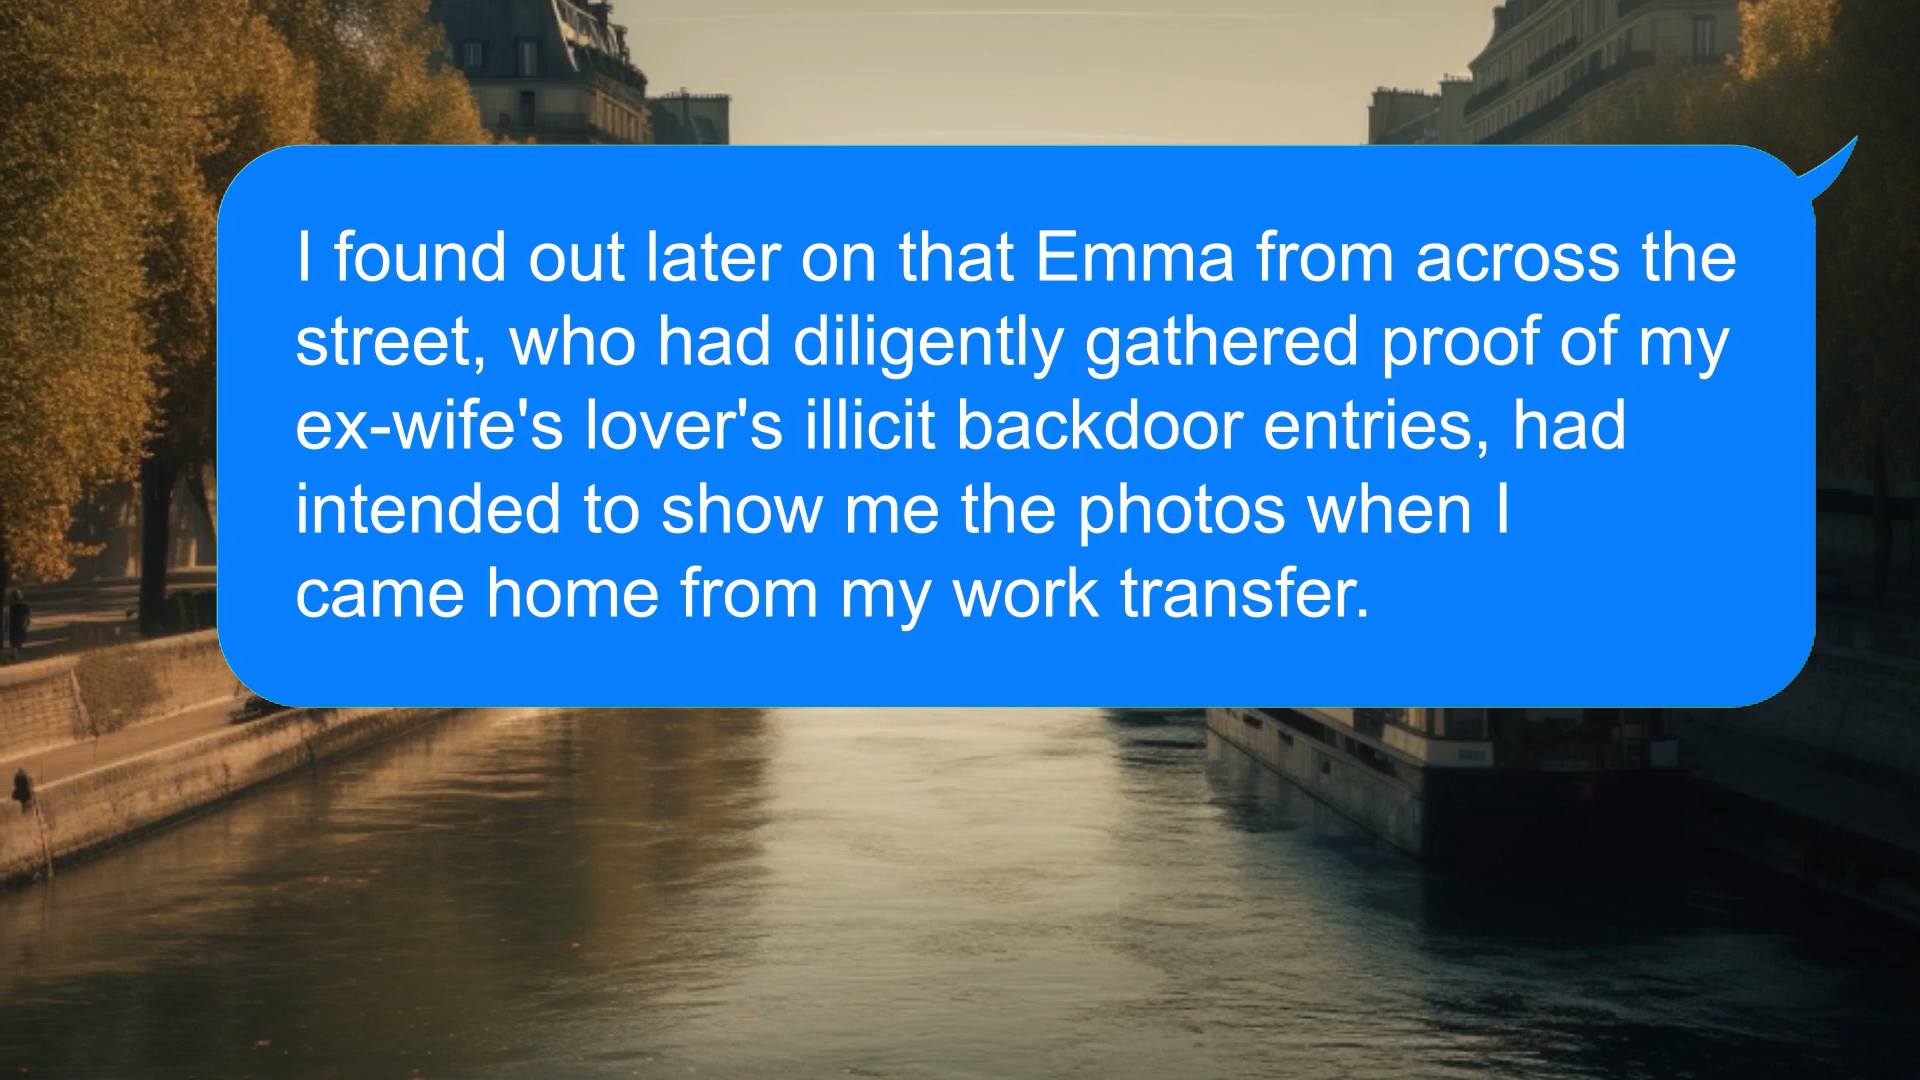 I found out later on that Emma from across the
street, who had diligently gathered proof of my
ex-wife's lover's illicit backdoor entries, had
intended to show me the photos when I
came home from my work transfer.